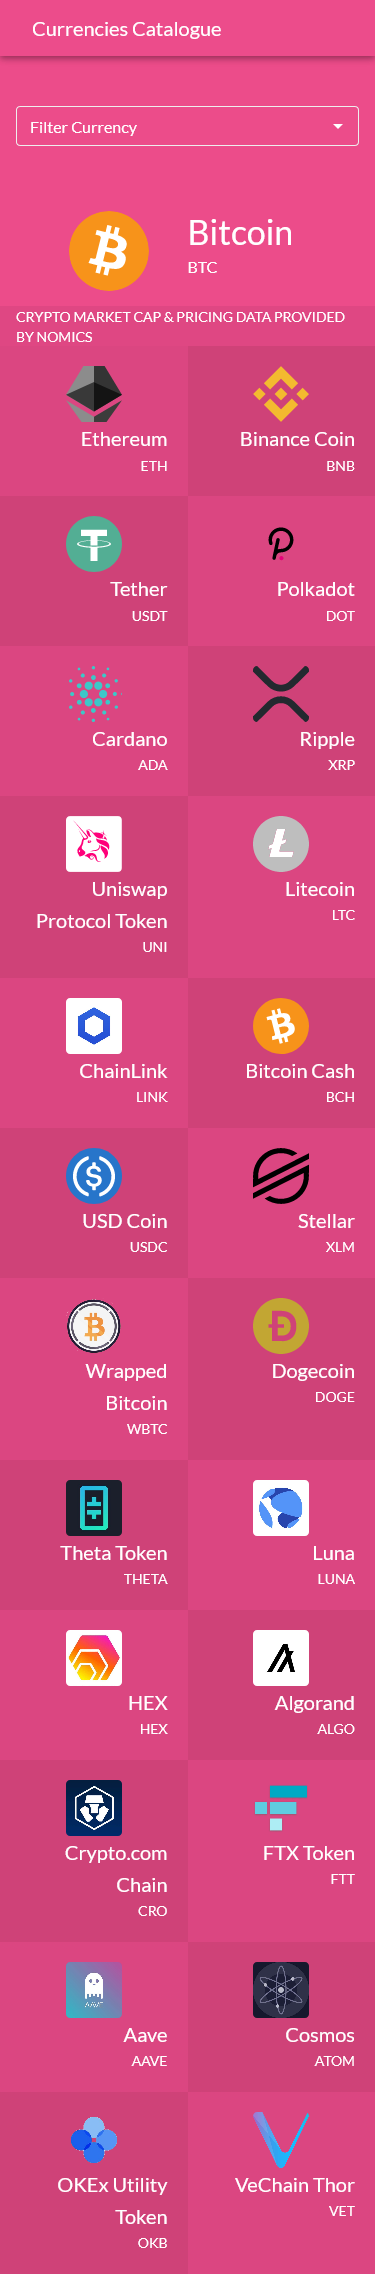 Currencies Catalogue
Filter Currency
Bitcoin
BTC
CRYPTO MARKET CAP & PRICING DATA PROVIDED
BY NOMICS
Ethereum
ETH
Binance Coin
BNB
Tether
USDT
Polkadot
DOT
Cardano
ADA
Ripple
XRP
Uniswap
Protocol Token
UNI
Litecoin
LTC
ChainLink
LINK
Bitcoin Cash
BCH
USD Coin
USDC
Stellar
XLM
Wrapped
Bitcoin
WBTC
Dogecoin
DOGE
Theta Token
THETA
Luna
LUNA
HEX
HEX
Algorand
ALGO
Crypto.com
Chain
CRO
FTX Token
FTT
Aave
AAVE
Cosmos
ATOM
OKEx Utility
Token
OKB
VeChain Thor
VET